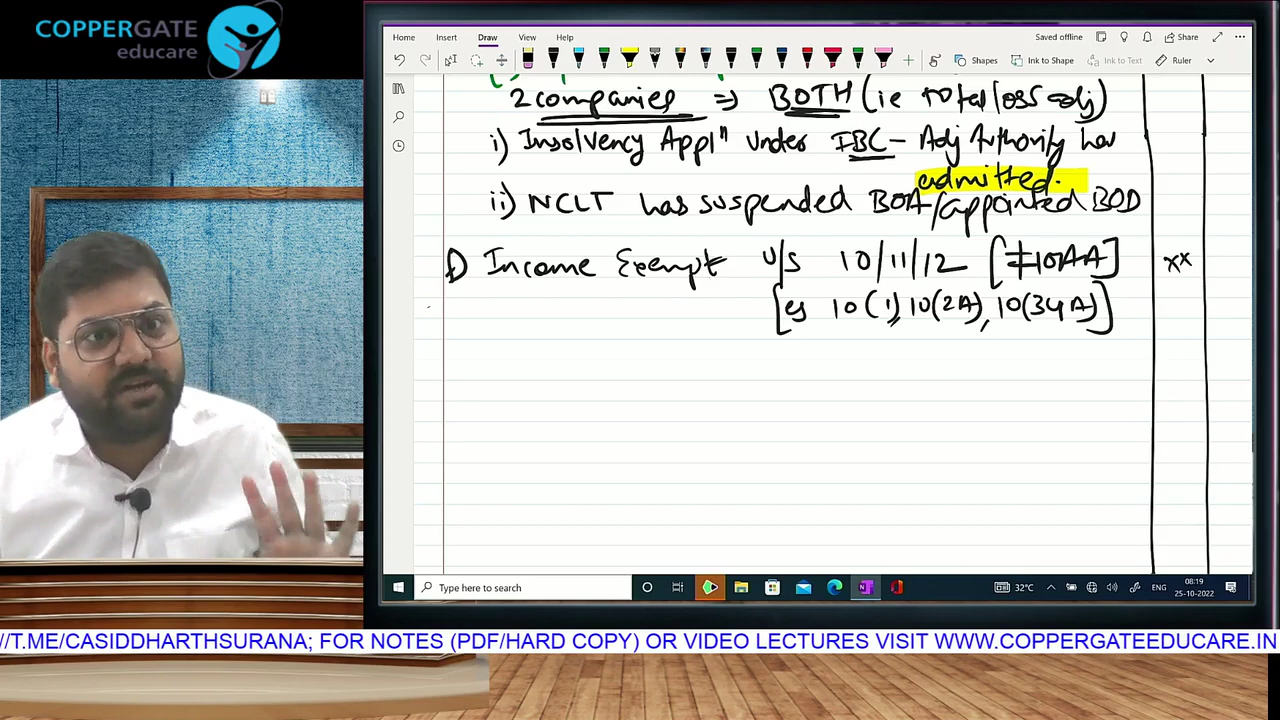 COPPERGATE
educare
Home Insert Draw View Help
Saved offline
Share
Shapes
Ink to Shape
Ink to Text
Ruler
2 companies ⇒ BOTH (ie total loss adj)
i) Insolvency Applⁿ under IBC - Adj Authority has
admitted.
ii) NCLT has suspended BOA/appointed BOD
D Income Exempt u/s 10/11/12 [≠10AA] xx
[eg 10(1), 10(2A), 10(34A)]
Type here to search
32°C
ENG
08:19
25-10-2022
//T.ME/CASIDDHARTHSURANA; FOR NOTES (PDF/HARD COPY) OR VIDEO LECTURES VISIT WWW.COPPERGATEEDUCARE.IN